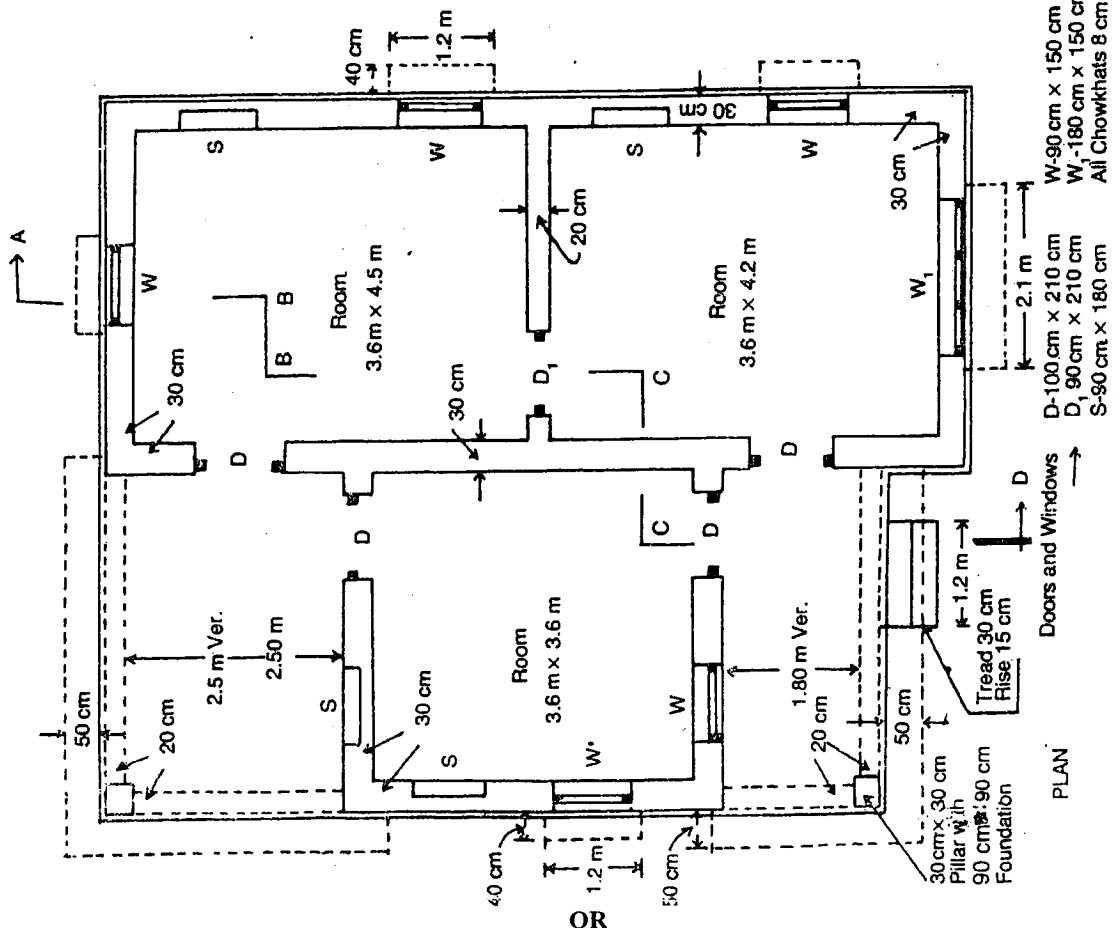 A
50 cm
20 cm
2.5 m Ver.
2.50 m
30 cm
D
W
S
40 cm
1.2 m
W
Room
3.6 m × 4.5 m
B
B
S
30 cm
S
W
40 cm
1.2 m
50 cm
D
Room
3.6 m × 3.6 m
30 cm
D1
20 cm
C
C
D
W
1.80 m Ver.
20 cm
50 cm
D
Room
3.6 m × 4.2 m
S
30 cm
W
30 cm
W1
2.1 m
30 cm × 30 cm
Pillar with
90 cm × 90 cm
Foundation
Tread 30 cm
Rise 15 cm
1.2 m
D
PLAN
Doors and Windows
D-100 cm × 210 cm
D1 90 cm × 210 cm
S-90 cm × 180 cm
W-90 cm × 150 cm
W1-180 cm × 150
All Chowkhats 8 cm
OR